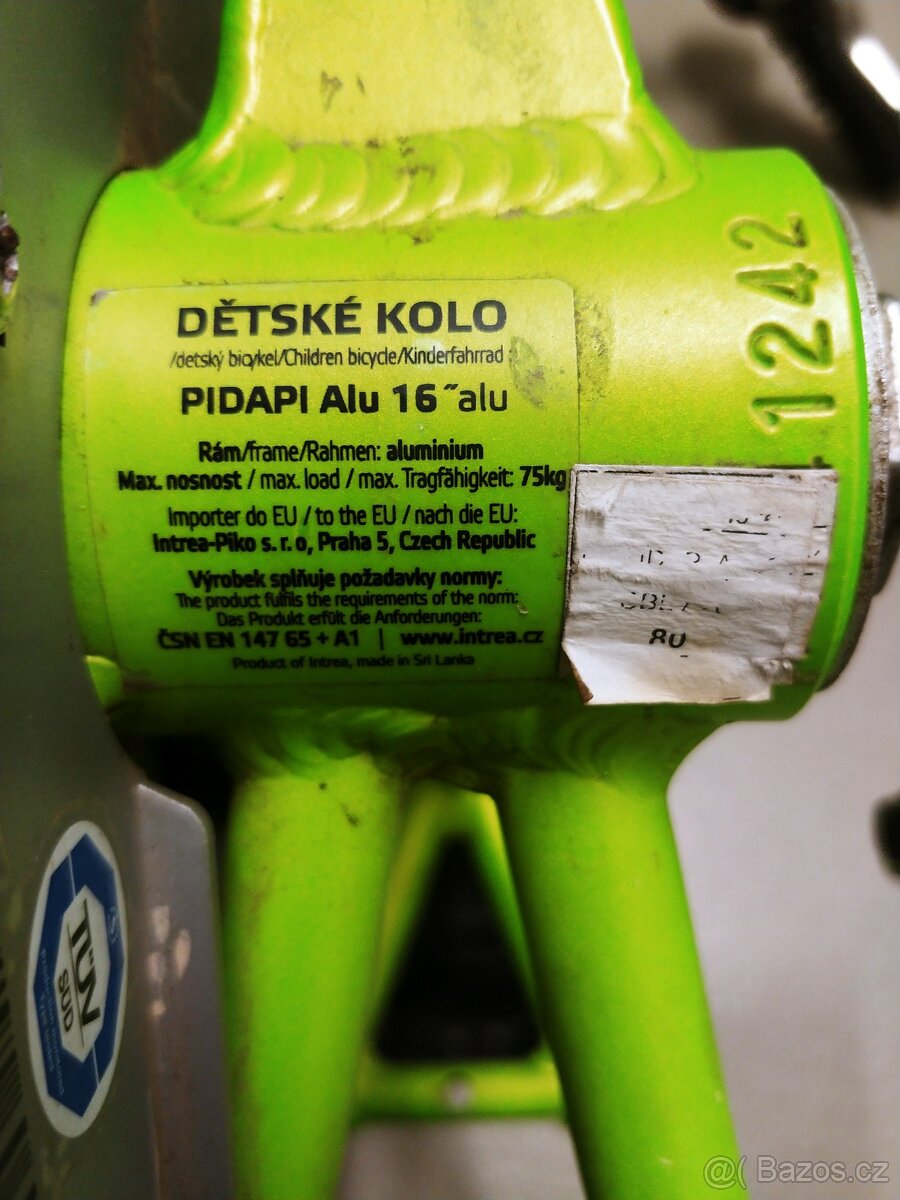 1242
DĚTSKÉ KOLO
/detský bicykel/Children bicycle/Kinderfahrrad :
PIDAPI Alu 16 ˝alu
Rám/frame/Rahmen: aluminium
Max. nosnost / max. load / max. Tragfähigkeit: 75kg
Importer do EU / to the EU / nach die EU:
Intrea-Piko s. r. o, Praha 5, Czech Republic
Výrobek splňuje požadavky normy:
The product fulfils the requirements of the norm:
Das Produkt erfüllt die Anforderungen:
ČSN EN 147 65 + A1 | www.intrea.cz
Product of Intrea, made in Sri Lanka
80
TÜV
SÜD
@( Bazos.cz